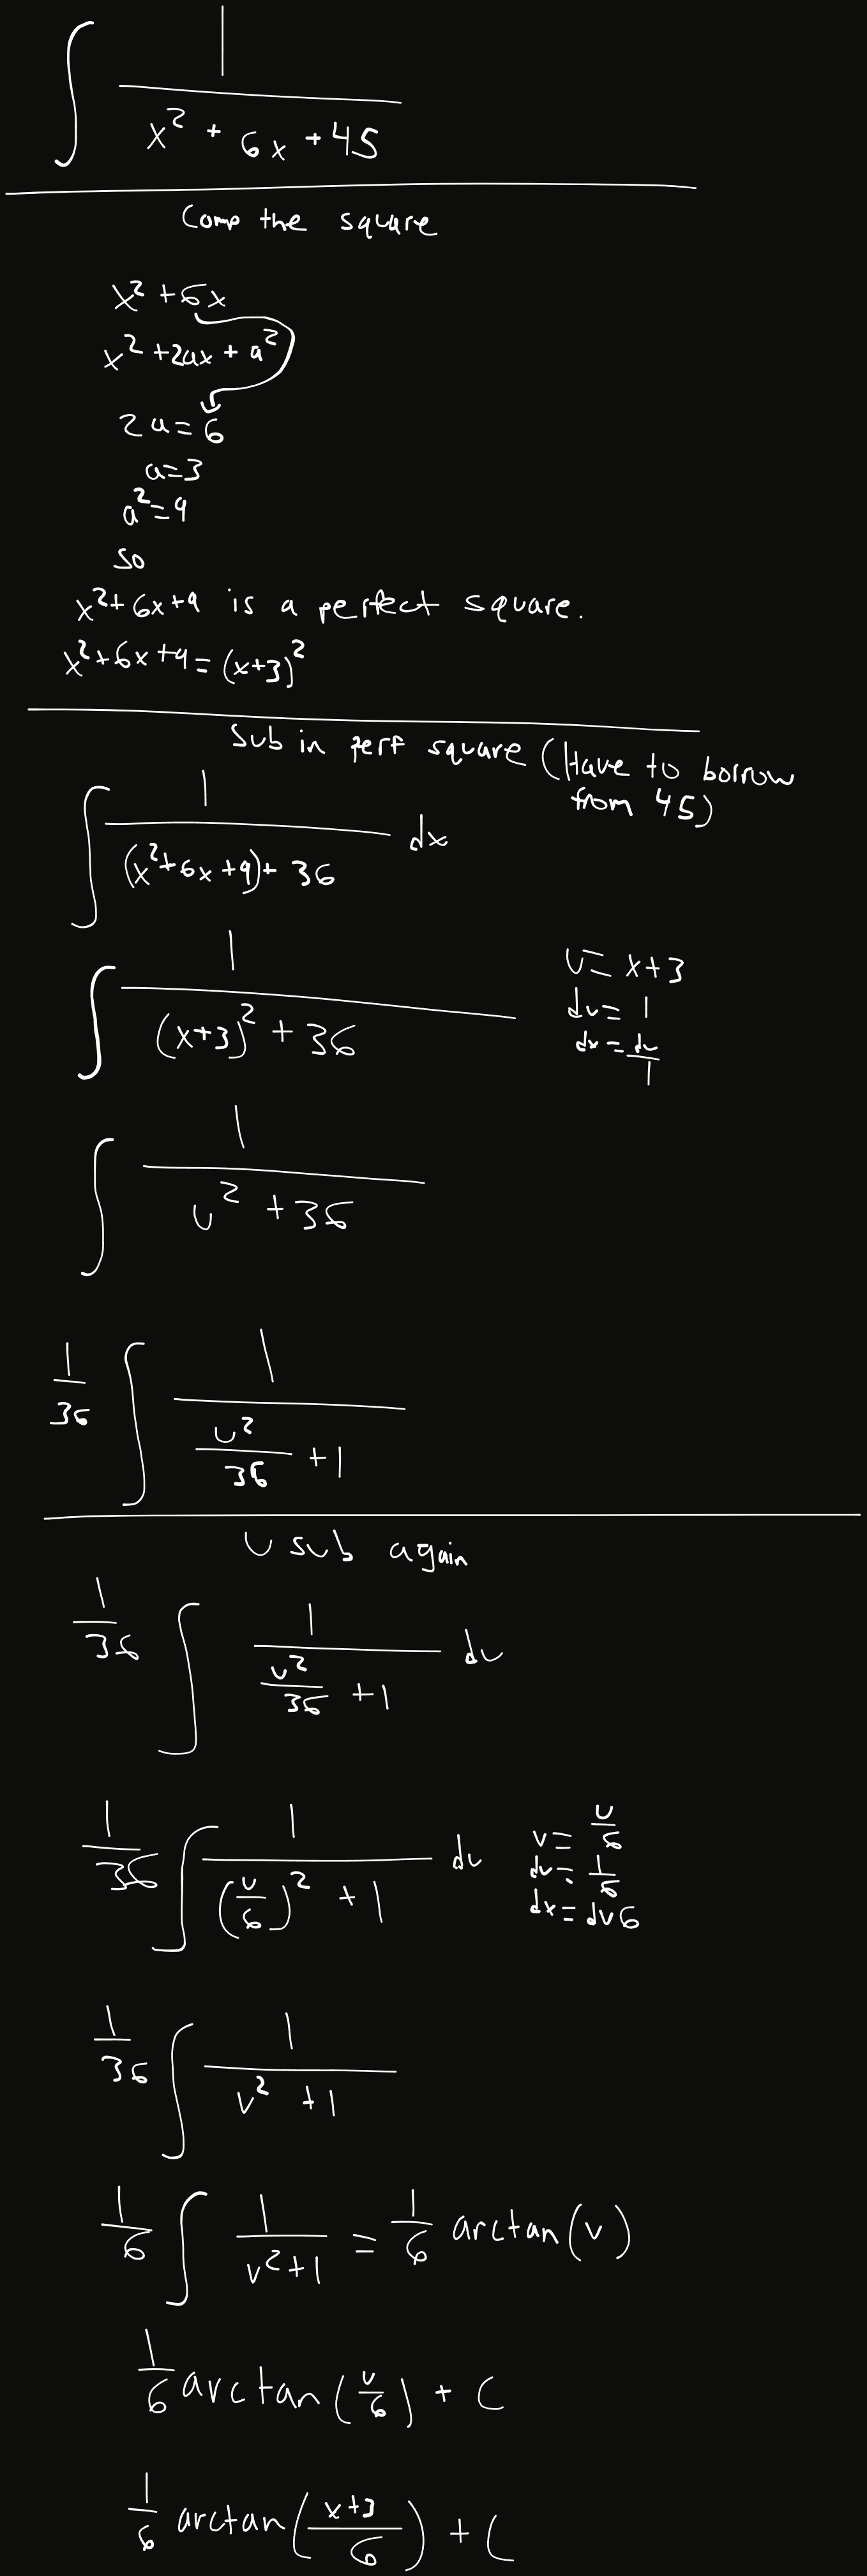 ∫ 1/(x² + 6x + 45)
Comp the square
x² + 6x
x² + 2ax + a²
2a = 6
a = 3
a² = 9
so
x² + 6x + 9 is a perfect square.
x² + 6x + 9 = (x+3)²
Sub in perf square (Have to borrow
from 45)
∫ 1/((x² + 6x + 9) + 36) dx
∫ 1/((x+3)² + 36)
u = x+3
du = 1
dx = du/1
∫ 1/(u² + 36)
1/36 ∫ 1/(u²/36 + 1)
U sub again
1/36 ∫ 1/(u²/36 + 1) du
1/36 ∫ 1/((u/6)² + 1) du
v = u/6
dv = 1/6
dx = dv6
1/36 ∫ 1/(v² + 1)
1/6 ∫ 1/(v² + 1) = 1/6 arctan(v)
1/6 arctan(u/6) + C
1/6 arctan((x+3)/6) + C